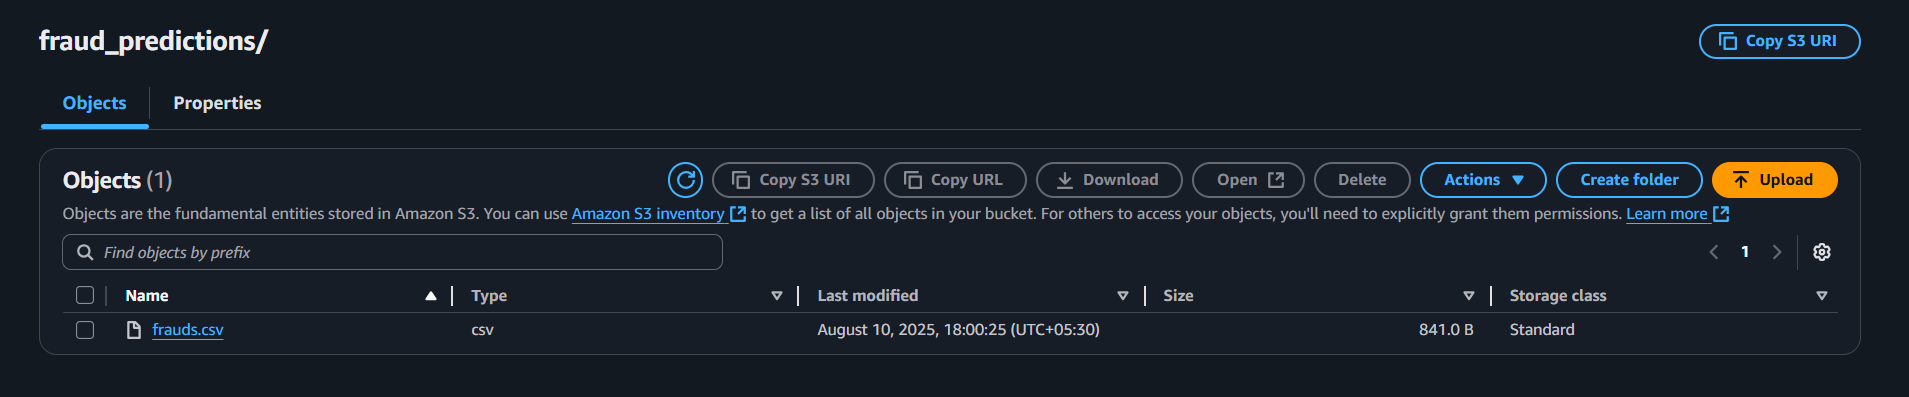 fraud_predictions/
Copy S3 URI
Objects
Properties
Objects (1)
Copy S3 URI
Copy URL
Download
Open
Delete
Actions
Create folder
Upload
Objects are the fundamental entities stored in Amazon S3. You can use Amazon S3 inventory to get a list of all objects in your bucket. For others to access your objects, you'll need to explicitly grant them permissions. Learn more
Find objects by prefix
1
Name
Type
Last modified
Size
Storage class
frauds.csv
csv
August 10, 2025, 18:00:25 (UTC+05:30)
841.0 B
Standard